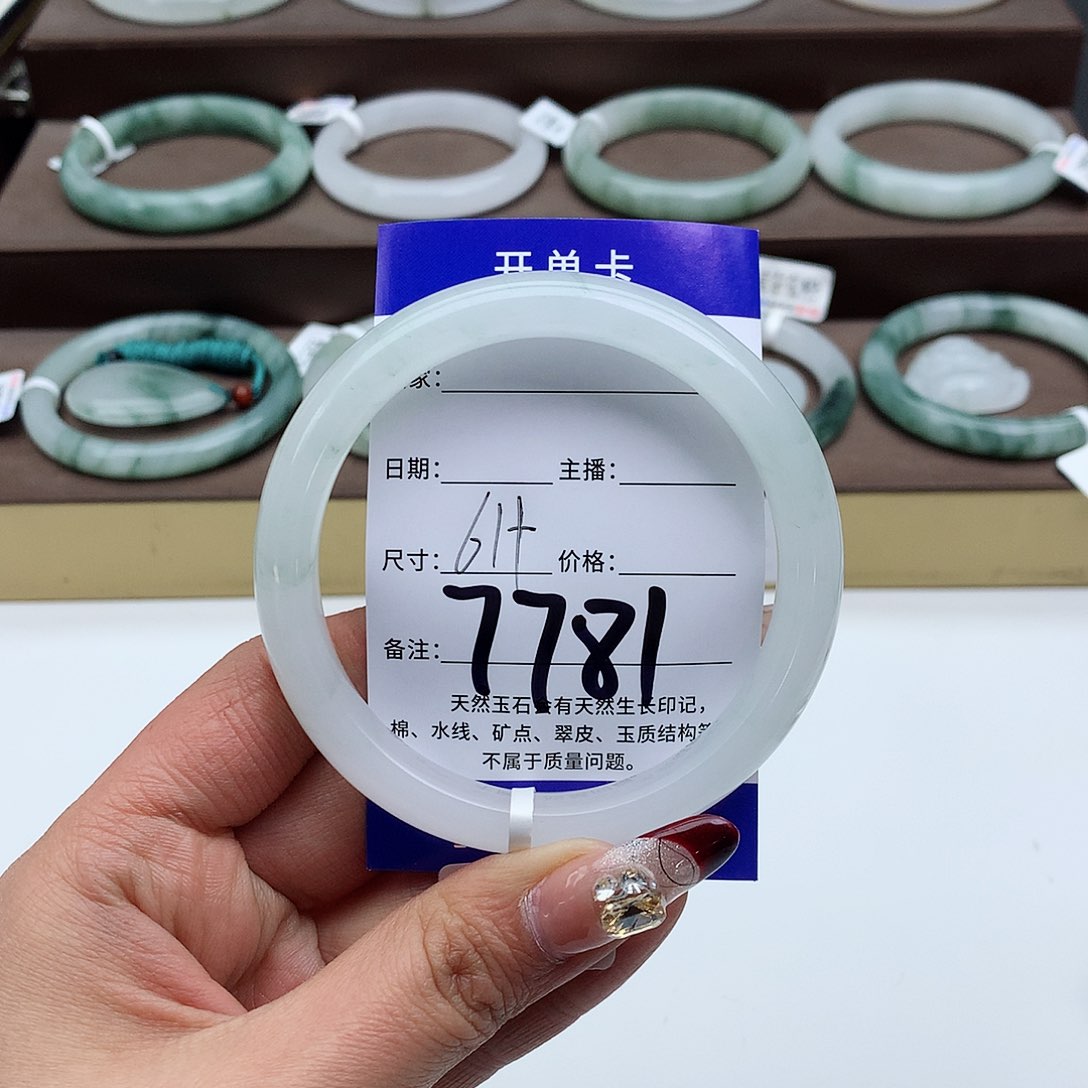 开单卡
家：
日期： 主播：
尺寸：61+ 价格：
备注：7781
天然玉石会有天然生长印记，
棉、水线、矿点、翠皮、玉质结构等
不属于质量问题。